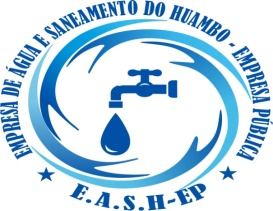 EMPRESA DE ÁGUA E SANEAMENTO DO HUAMBO - EMPRESA PÚBLICA
E.A.S.H-EP